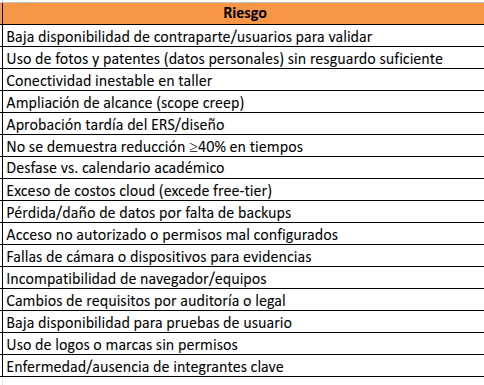 Riesgo
Baja disponibilidad de contraparte/usuarios para validar
Uso de fotos y patentes (datos personales) sin resguardo suficiente
Conectividad inestable en taller
Ampliación de alcance (scope creep)
Aprobación tardía del ERS/diseño
No se demuestra reducción ≥40% en tiempos
Desfase vs. calendario académico
Exceso de costos cloud (excede free-tier)
Pérdida/daño de datos por falta de backups
Acceso no autorizado o permisos mal configurados
Fallas de cámara o dispositivos para evidencias
Incompatibilidad de navegador/equipos
Cambios de requisitos por auditoría o legal
Baja disponibilidad para pruebas de usuario
Uso de logos o marcas sin permisos
Enfermedad/ausencia de integrantes clave